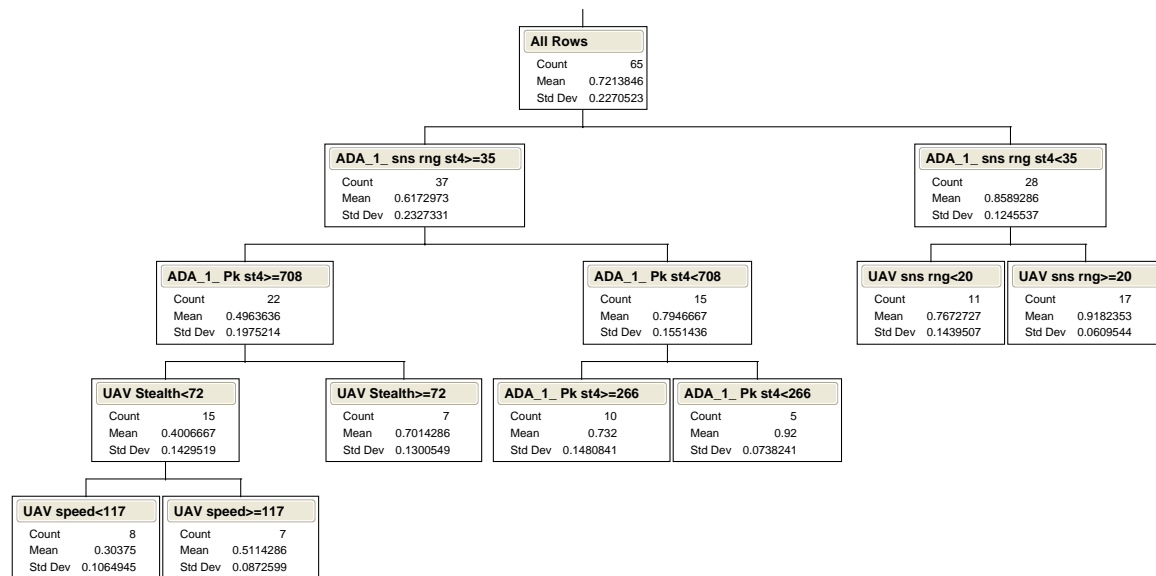 All Rows
Count 65
Mean 0.7213846
Std Dev 0.2270523
ADA_1_ sns rng st4>=35
Count 37
Mean 0.6172973
Std Dev 0.2327331
ADA_1_ sns rng st4<35
Count 28
Mean 0.8589286
Std Dev 0.1245537
ADA_1_ Pk st4>=708
Count 22
Mean 0.4963636
Std Dev 0.1975214
ADA_1_ Pk st4<708
Count 15
Mean 0.7946667
Std Dev 0.1551436
UAV sns rng<20
Count 11
Mean 0.7672727
Std Dev 0.1439507
UAV sns rng>=20
Count 17
Mean 0.9182353
Std Dev 0.0609544
UAV Stealth<72
Count 15
Mean 0.4006667
Std Dev 0.1429519
UAV Stealth>=72
Count 7
Mean 0.7014286
Std Dev 0.1300549
ADA_1_ Pk st4>=266
Count 10
Mean 0.732
Std Dev 0.1480841
ADA_1_ Pk st4<266
Count 5
Mean 0.92
Std Dev 0.0738241
UAV speed<117
Count 8
Mean 0.30375
Std Dev 0.1064945
UAV speed>=117
Count 7
Mean 0.5114286
Std Dev 0.0872599